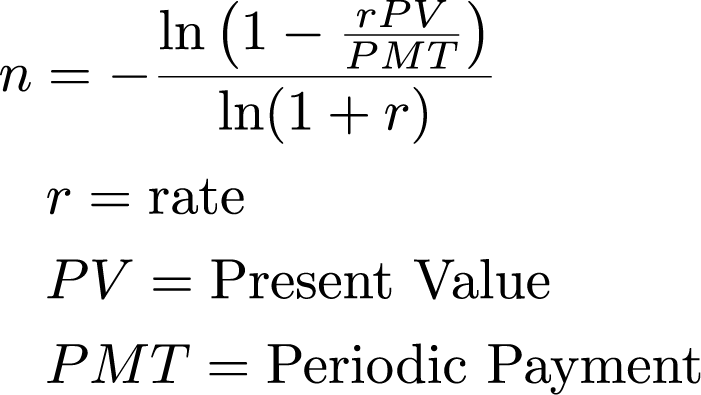 n = -\frac{\ln\left(1 - \frac{rPV}{PMT}\right)}{\ln(1 + r)}
r = rate
PV = Present Value
PMT = Periodic Payment